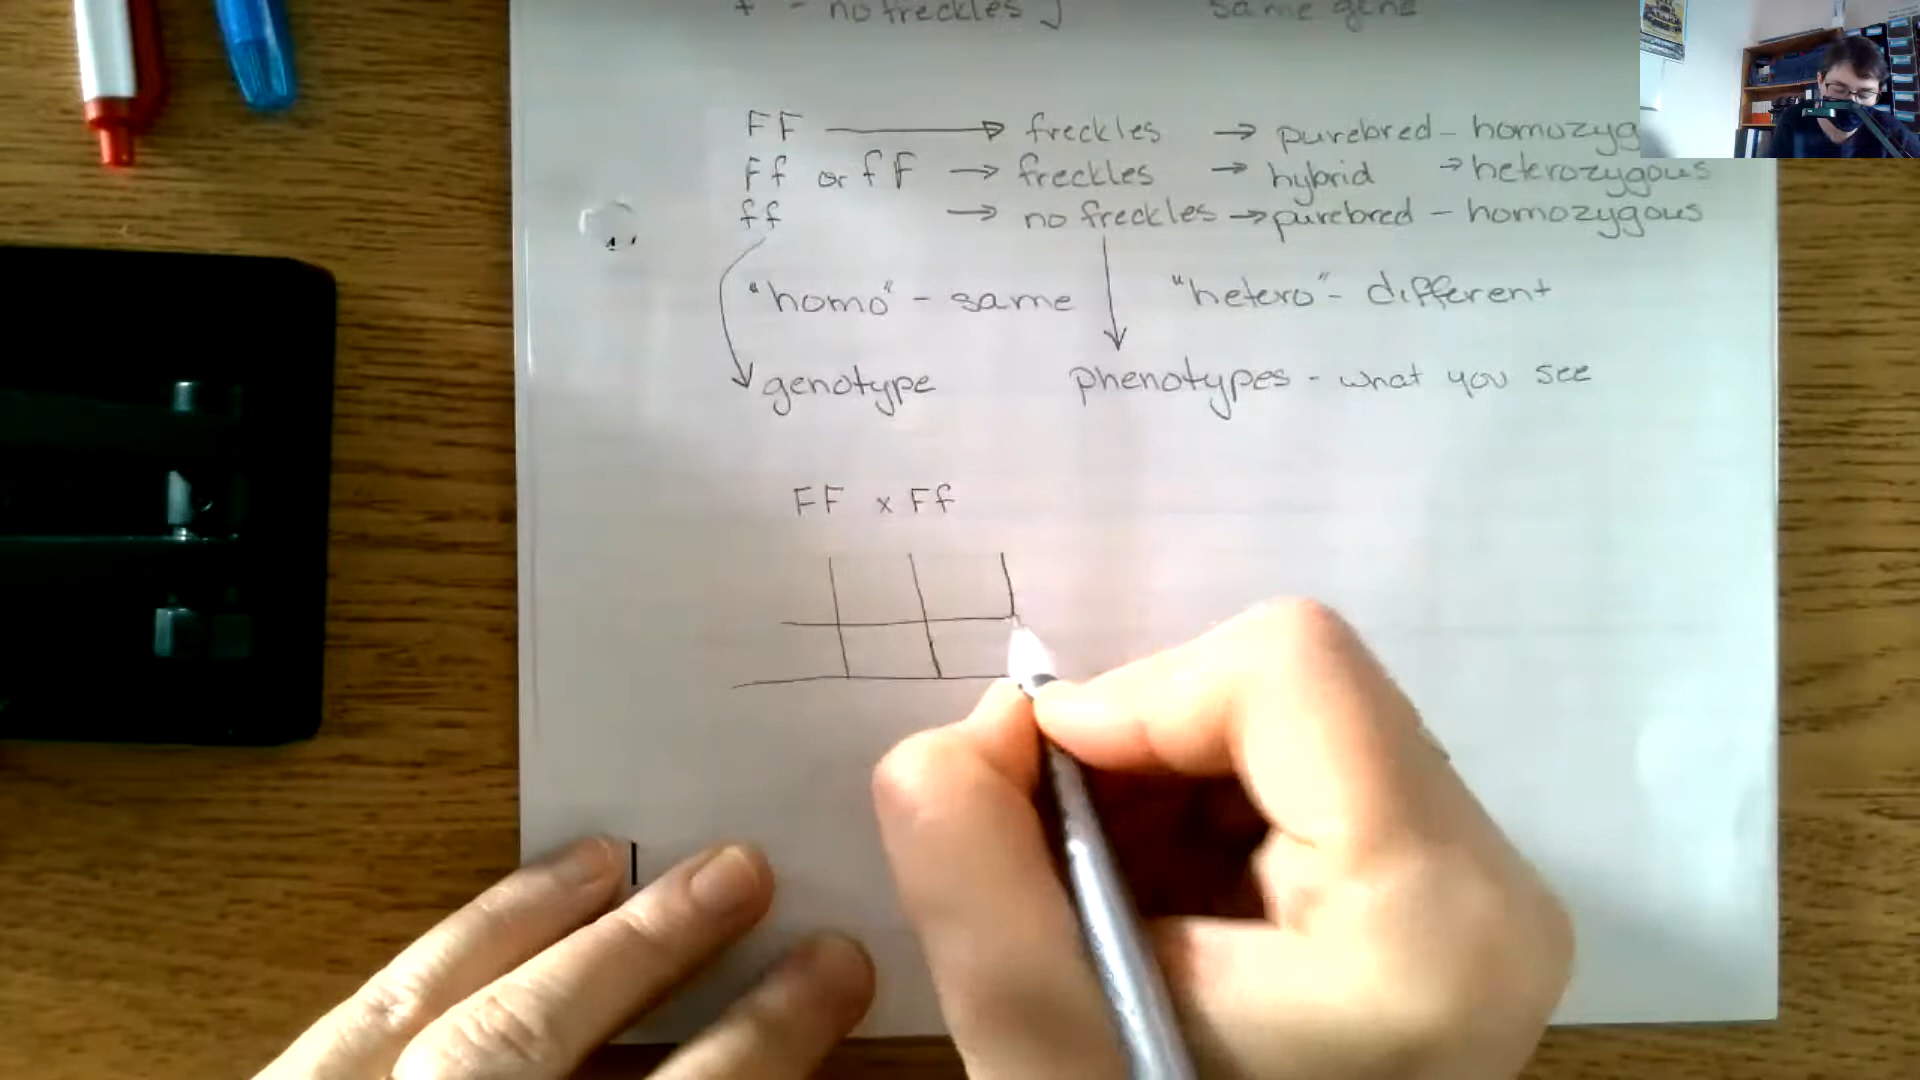 f - no freckles } same gene
FF → freckles → purebred - homozyg
Ff or fF → freckles → hybrid → heterozygous
ff → no freckles → purebred - homozygous
"homo" - same "hetero" - different
genotype phenotypes - what you see
FF x Ff